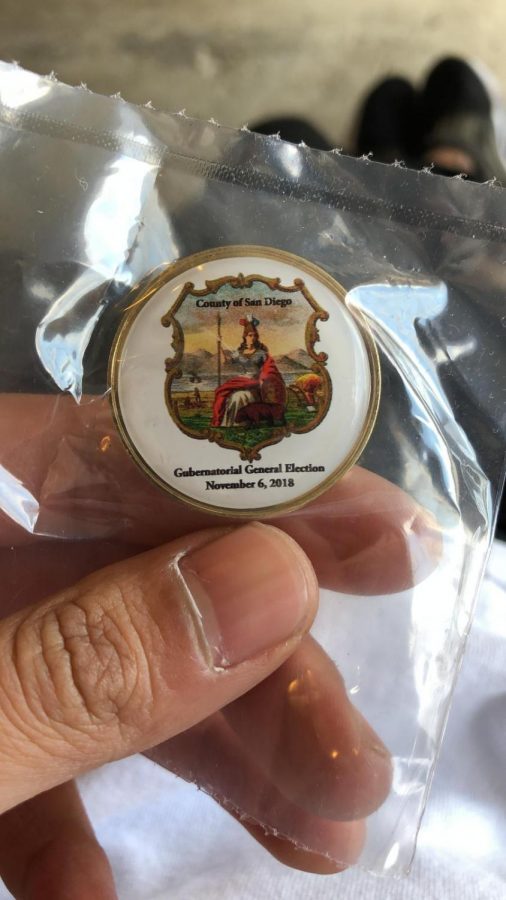 County of San Diego
Gubernatorial General Election
November 6, 2018